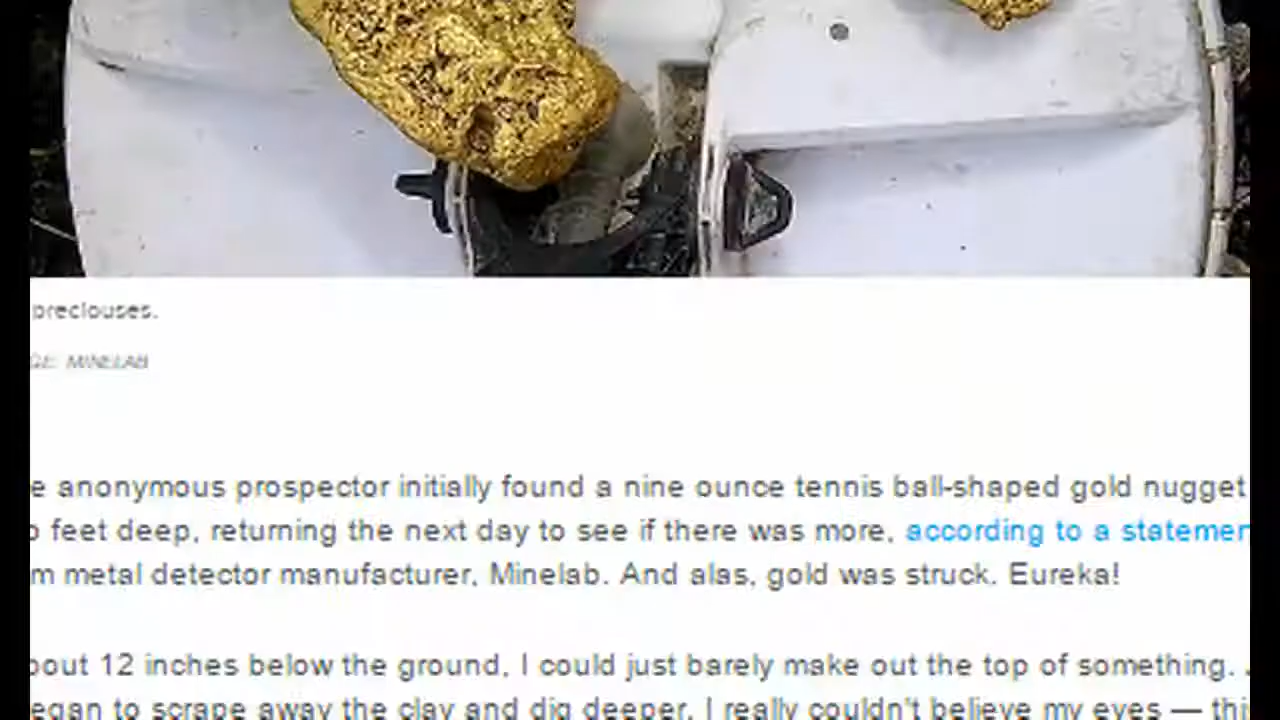 preciouses.
GE: MINELAB
e anonymous prospector initially found a nine ounce tennis ball-shaped gold nugget
o feet deep, returning the next day to see if there was more, according to a statemen
m metal detector manufacturer, Minelab. And alas, gold was struck. Eureka!
bout 12 inches below the ground, I could just barely make out the top of something.
egan to scrape away the clay and dig deeper. I really couldn't believe my eyes — this